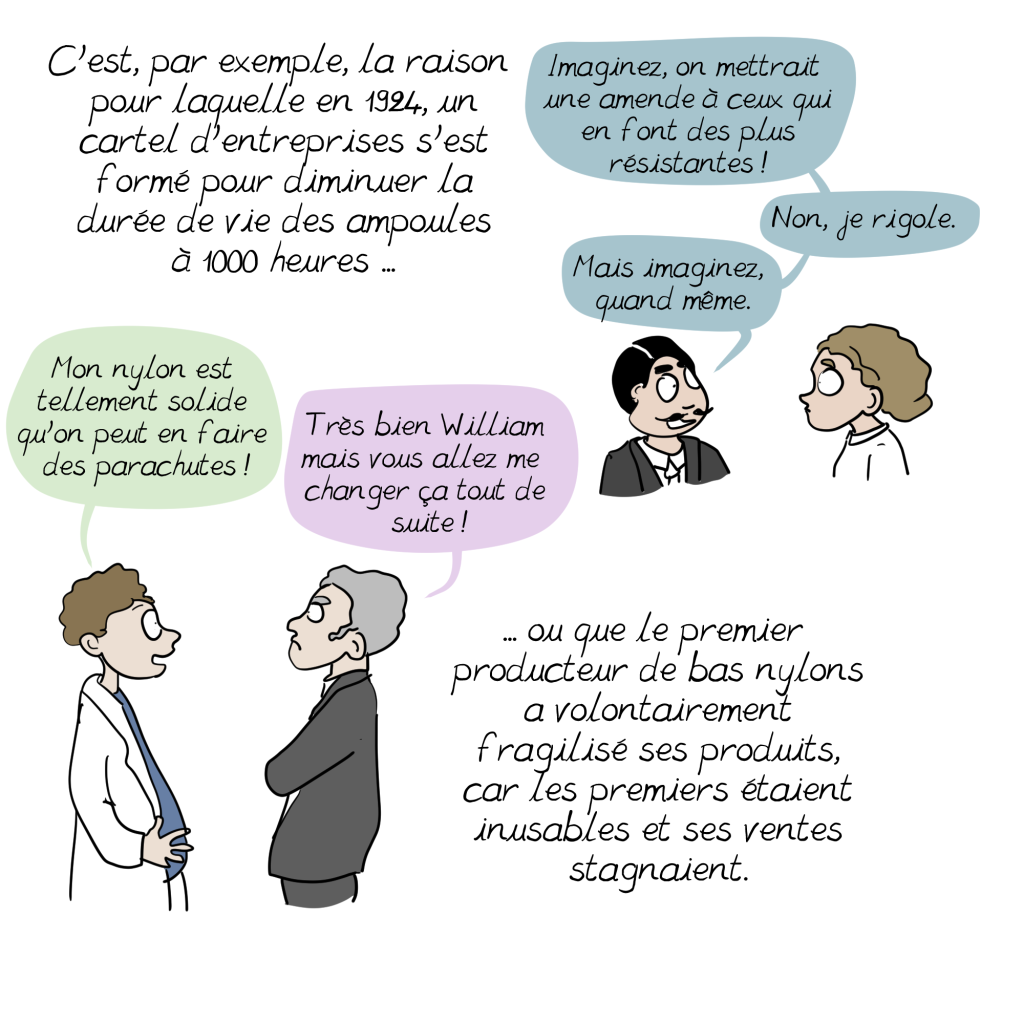 C'est, par exemple, la raison
pour laquelle en 1924, un
cartel d'entreprises s'est
formé pour diminuer la
durée de vie des ampoules
à 1000 heures ...
Imaginez, on mettrait
une amende à ceux qui
en font des plus
résistantes !
Non, je rigole.
Mais imaginez,
quand même.
Mon nylon est
tellement solide
qu'on peut en faire
des parachutes !
Très bien William
mais vous allez me
changer ça tout de
suite !
... ou que le premier
producteur de bas nylons
a volontairement
fragilisé ses produits,
car les premiers étaient
inusables et ses ventes
stagnaient.